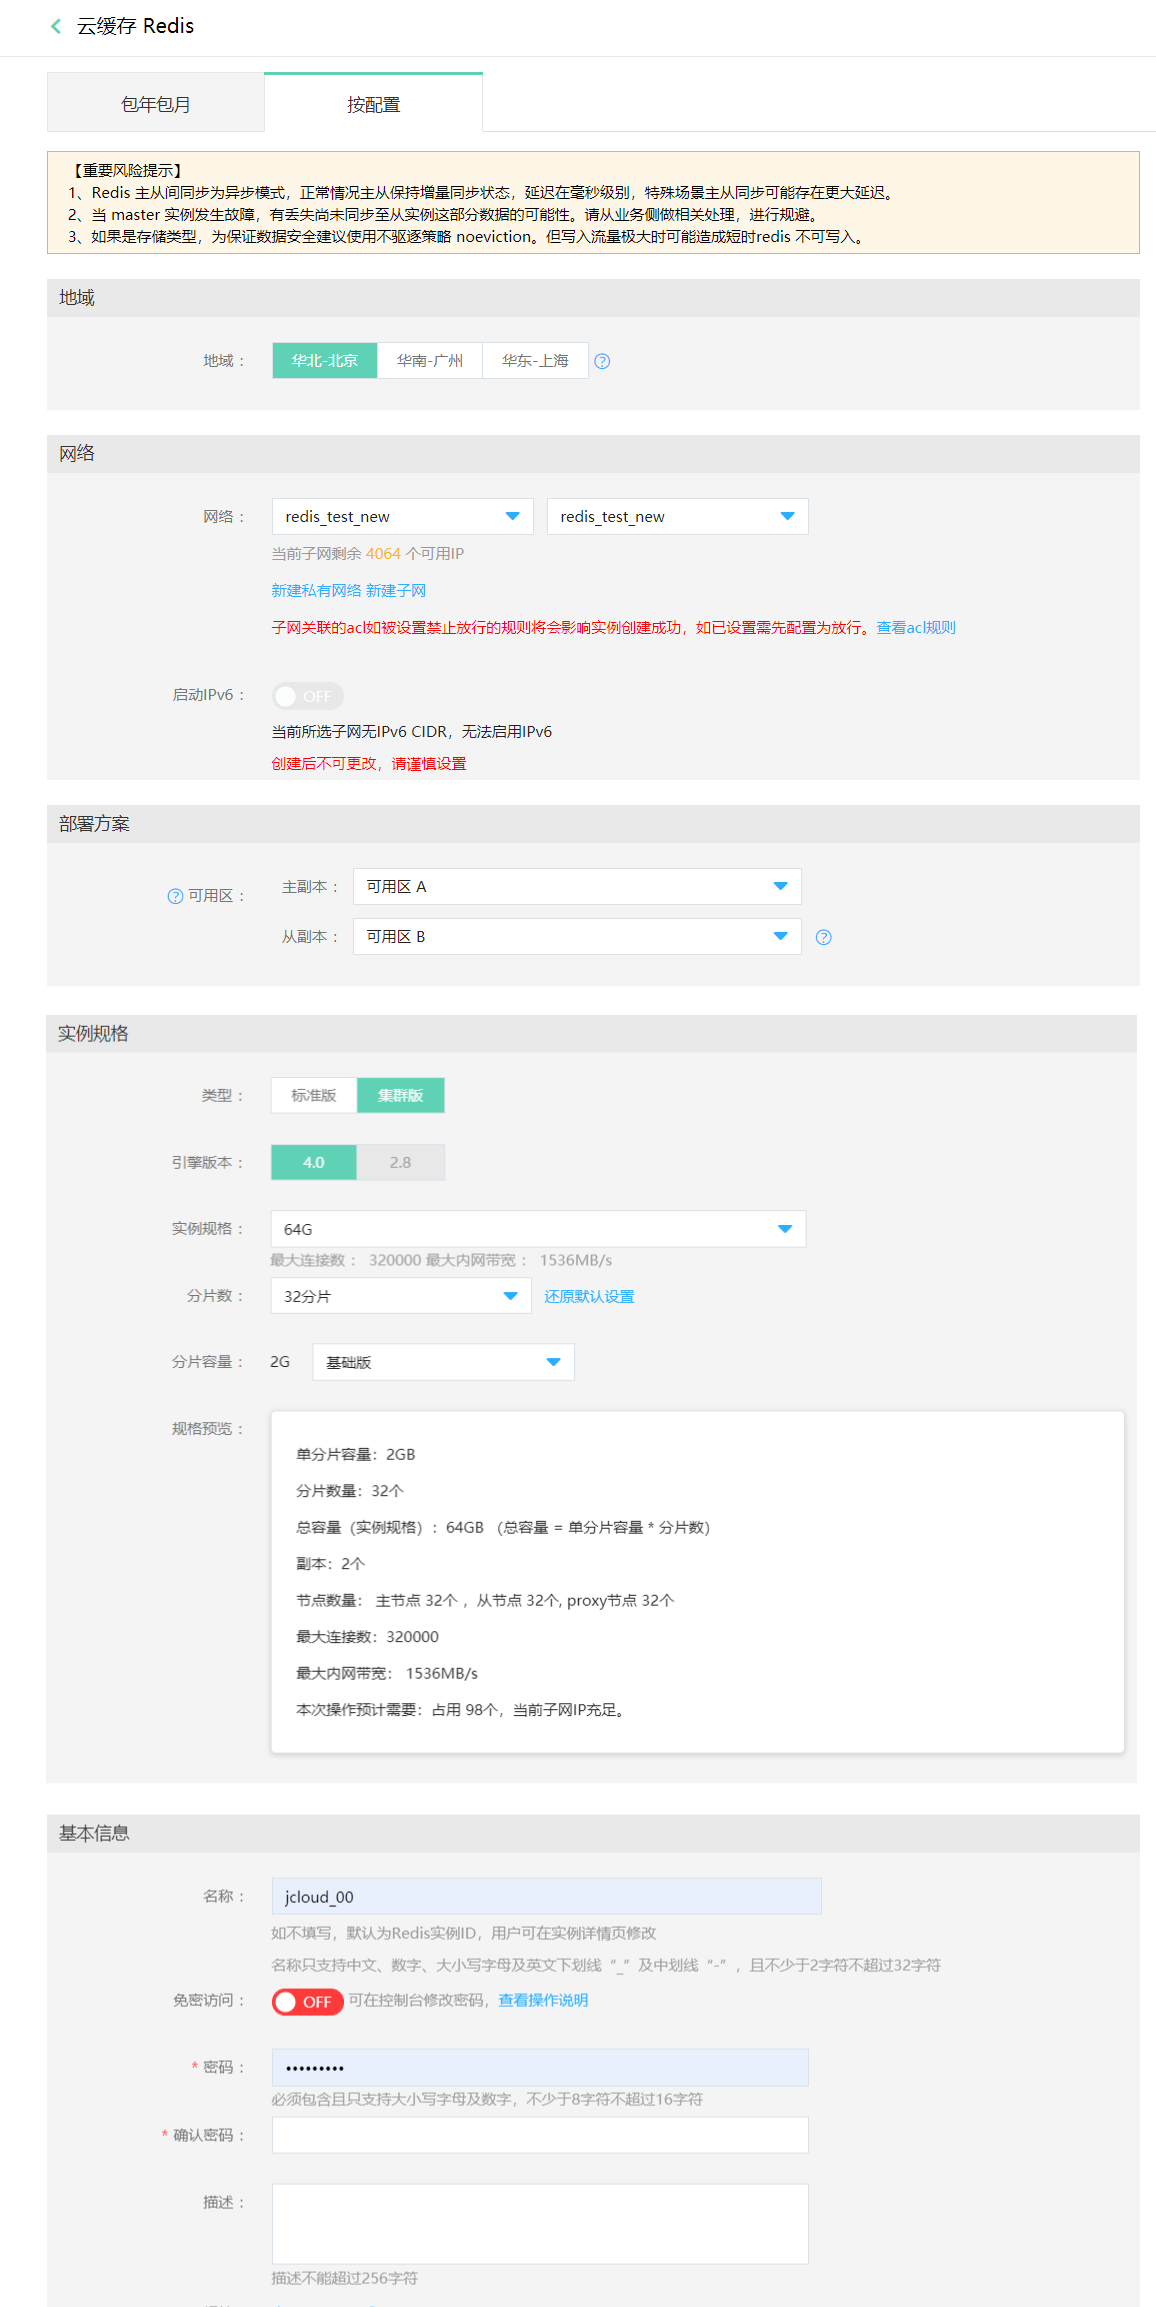 云缓存 Redis
包年包月 按配置
【重要风险提示】
1、Redis 主从间同步为异步模式，正常情况主从保持增量同步状态，延迟在毫秒级别，特殊场景主从同步可能存在更大延迟。
2、当 master 实例发生故障，有丢失尚未同步至从实例这部分数据的可能性。请从业务侧做相关处理，进行规避。
3、如果是存储类型，为保证数据安全建议使用不驱逐策略 noeviction。但写入流量极大时可能造成短时redis 不可写入。
地域
地域： 华北-北京 华南-广州 华东-上海 ?
网络
网络： redis_test_new redis_test_new
当前子网剩余 4064 个可用IP
新建私有网络 新建子网
子网关联的acl如被设置禁止放行的规则将会影响实例创建成功，如已设置需先配置为放行。查看acl规则
启动IPv6： OFF
当前所选子网无IPv6 CIDR，无法启用IPv6
创建后不可更改，请谨慎设置
部署方案
? 可用区： 主副本： 可用区 A
从副本： 可用区 B ?
实例规格
类型： 标准版 集群版
引擎版本： 4.0 2.8
实例规格： 64G
最大连接数： 320000 最大内网带宽： 1536MB/s
分片数： 32分片 还原默认设置
分片容量： 2G 基础版
规格预览：
单分片容量：2GB
分片数量：32个
总容量（实例规格）：64GB （总容量 = 单分片容量 * 分片数）
副本：2个
节点数量： 主节点 32个 ，从节点 32个, proxy节点 32个
最大连接数：320000
最大内网带宽： 1536MB/s
本次操作预计需要：占用 98个，当前子网IP充足。
基本信息
名称： jcloud_00
如不填写，默认为Redis实例ID，用户可在实例详情页修改
名称只支持中文、数字、大小写字母及英文下划线“_”及中划线“-”，且不少于2字符不超过32字符
免密访问： OFF 可在控制台修改密码，查看操作说明
* 密码： •••••••••
必须包含且只支持大小写字母及数字，不少于8字符不超过16字符
* 确认密码：
描述：
描述不能超过256字符